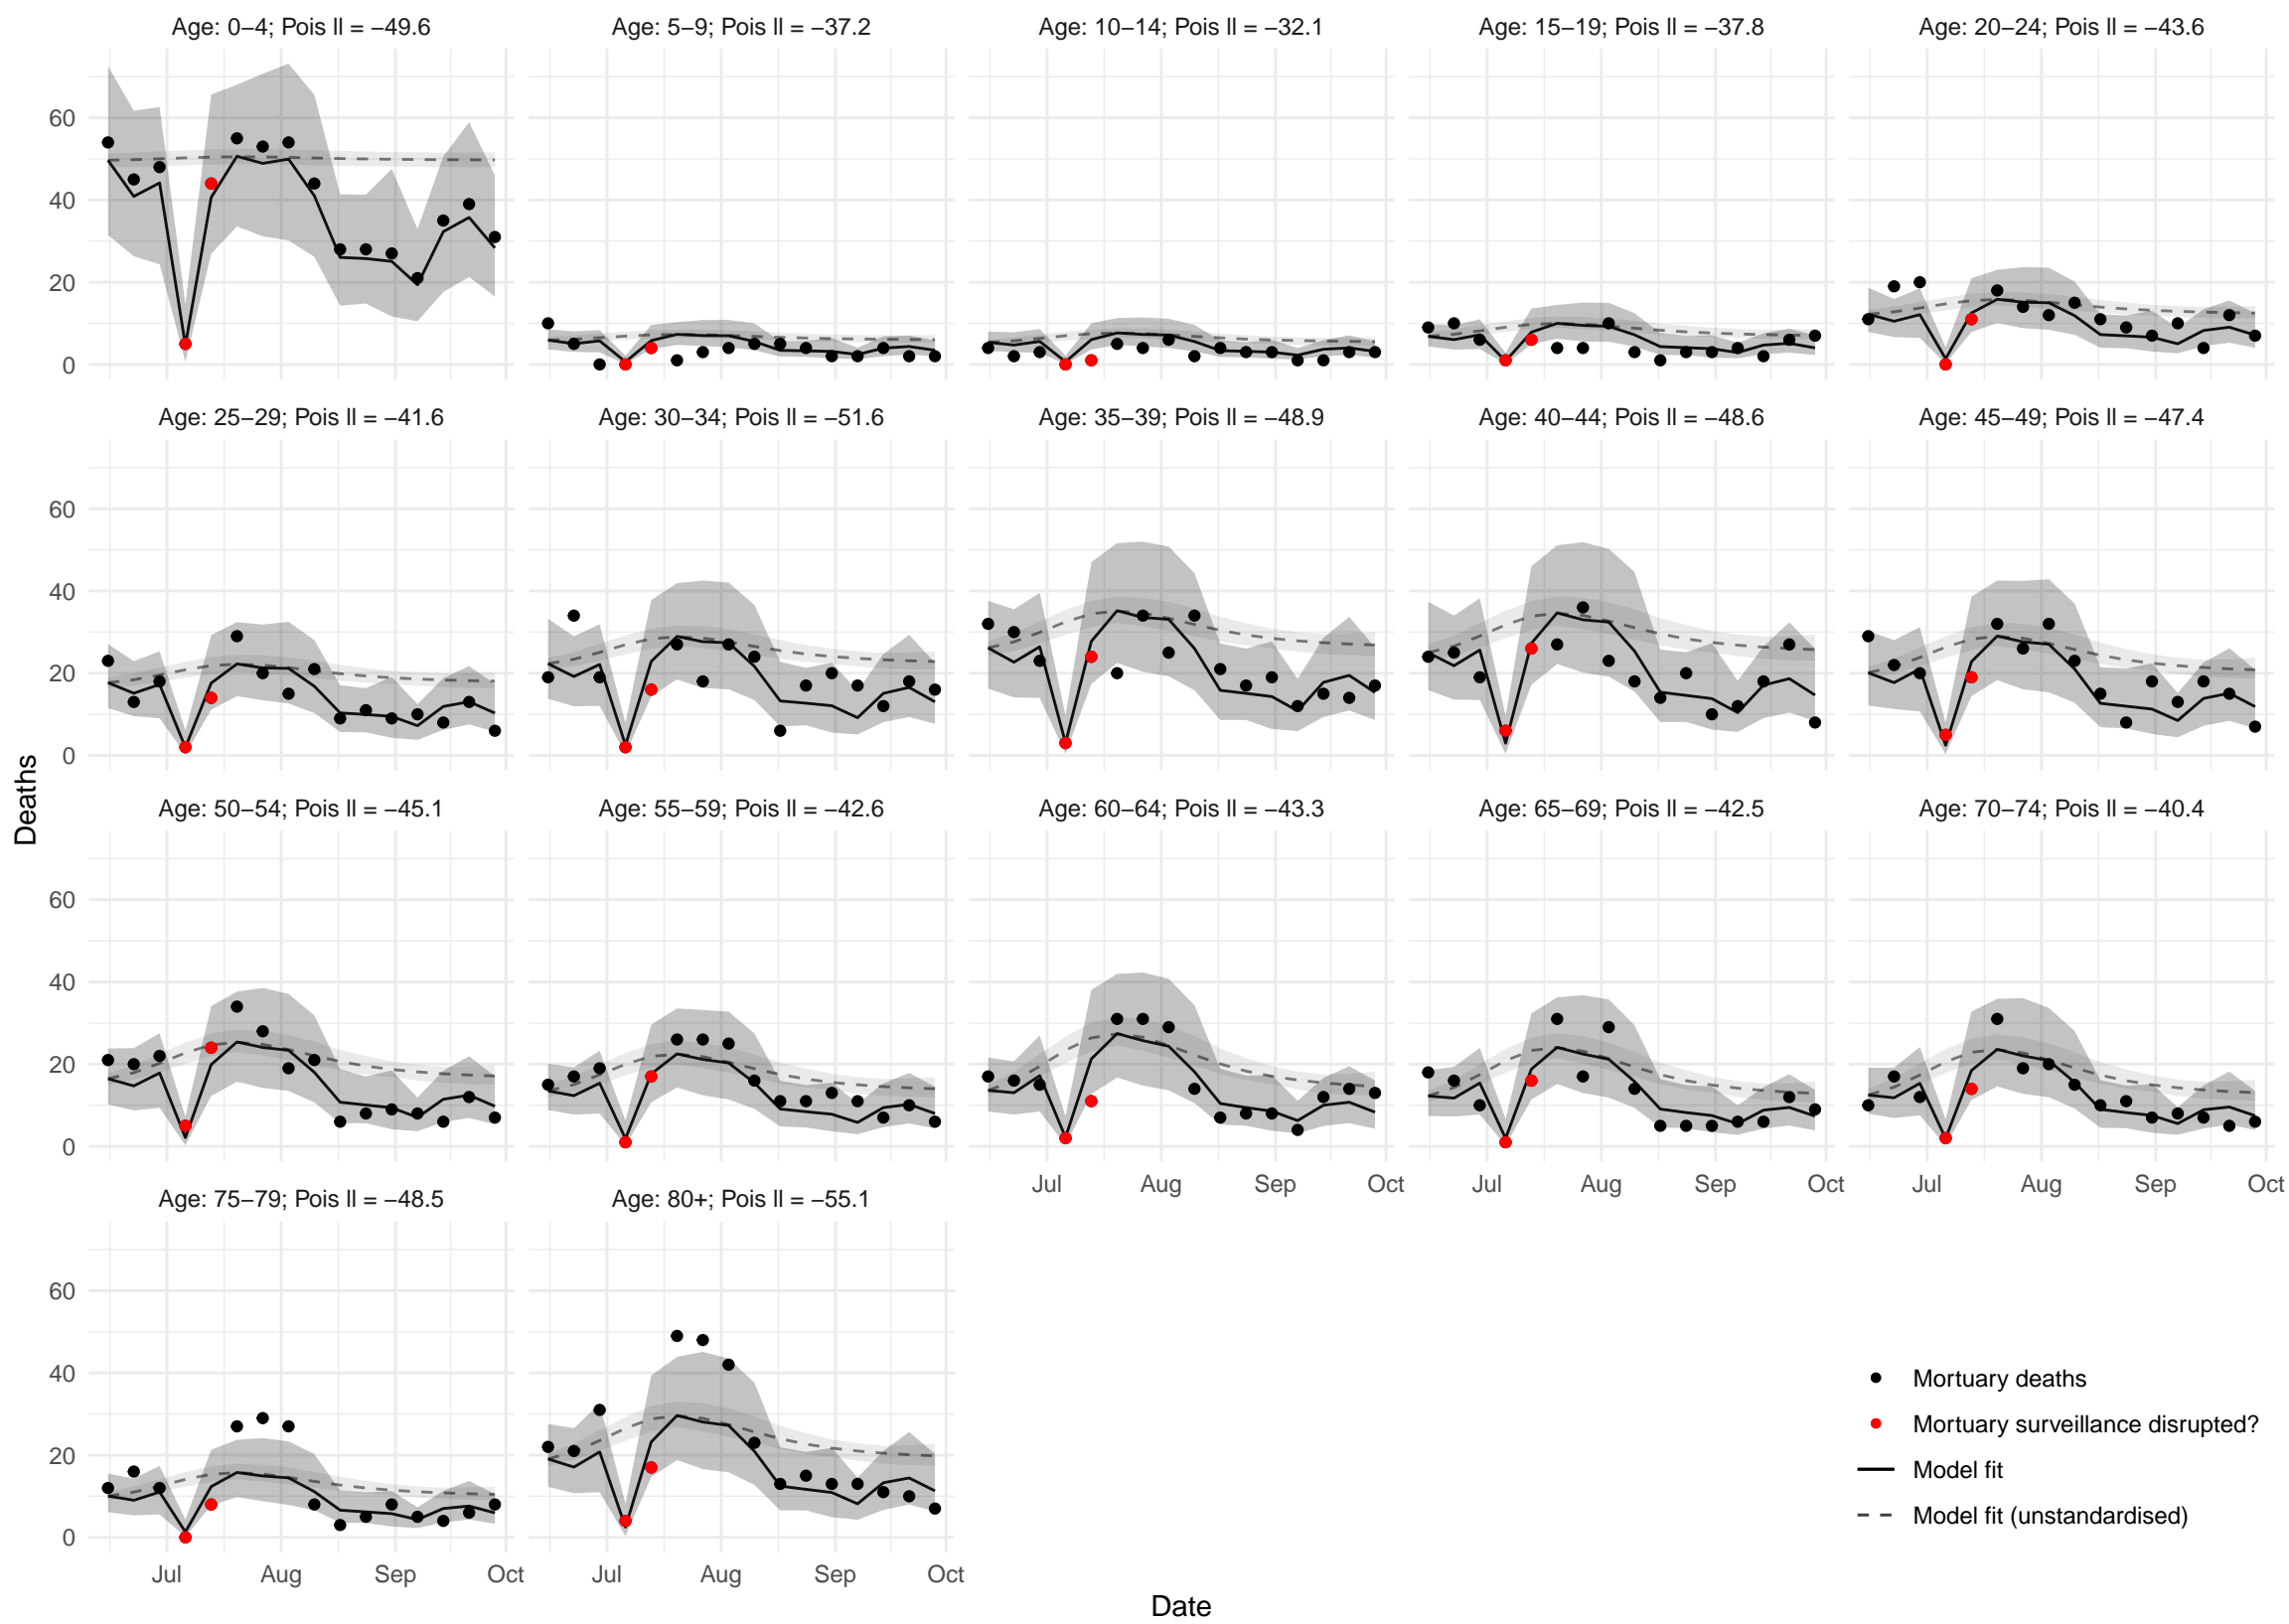 Age: 0−4; Pois ll = −49.6
Age: 5−9; Pois ll = −37.2
Age: 10−14; Pois ll = −32.1
Age: 15−19; Pois ll = −37.8
Age: 20−24; Pois ll = −43.6
60
40
20
0
Age: 25−29; Pois ll = −41.6
Age: 30−34; Pois ll = −51.6
Age: 35−39; Pois ll = −48.9
Age: 40−44; Pois ll = −48.6
Age: 45−49; Pois ll = −47.4
60
40
20
0
Deaths
Age: 50−54; Pois ll = −45.1
Age: 55−59; Pois ll = −42.6
Age: 60−64; Pois ll = −43.3
Age: 65−69; Pois ll = −42.5
Age: 70−74; Pois ll = −40.4
60
40
20
0
Jul Aug Sep Oct
Jul Aug Sep Oct
Jul Aug Sep Oct
Age: 75−79; Pois ll = −48.5
Age: 80+; Pois ll = −55.1
60
40
20
0
Jul Aug Sep Oct
Jul Aug Sep Oct
Mortuary deaths
Mortuary surveillance disrupted?
Model fit
Model fit (unstandardised)
Date